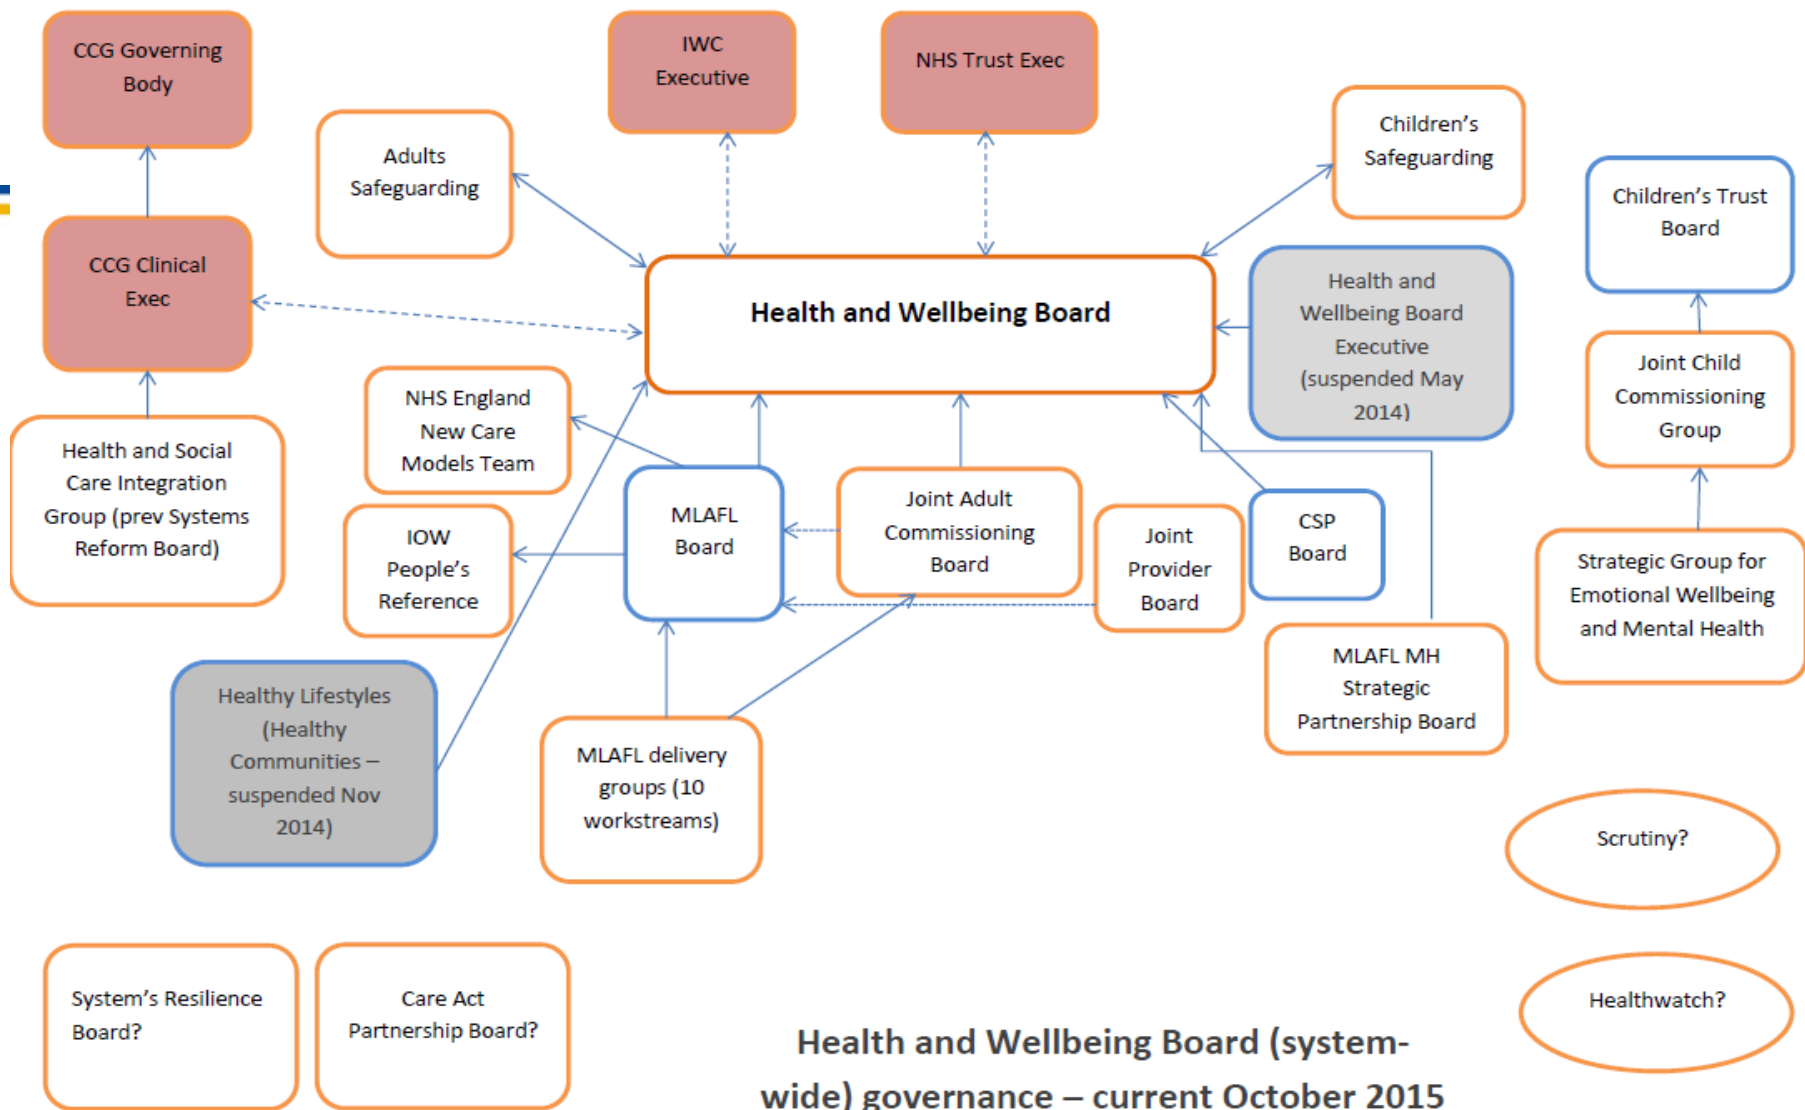 CCG Governing
Body
IWC
Executive
NHS Trust Exec
Adults
Safeguarding
Children's
Safeguarding
Children's Trust
Board
CCG Clinical
Exec
Health and Wellbeing Board
Health and
Wellbeing Board
Executive
(suspended May
2014)
Joint Child
Commissioning
Group
NHS England
New Care
Models Team
Health and Social
Care Integration
Group (prev Systems
Reform Board)
IOW
People's
Reference
MLAFL
Board
Joint Adult
Commissioning
Board
Joint
Provider
Board
CSP
Board
Strategic Group for
Emotional Wellbeing
and Mental Health
MLAFL MH
Strategic
Partnership Board
Healthy Lifestyles
(Healthy
Communities –
suspended Nov
2014)
MLAFL delivery
groups (10
workstreams)
Scrutiny?
System's Resilience
Board?
Care Act
Partnership Board?
Healthwatch?
Health and Wellbeing Board (system-
wide) governance – current October 2015